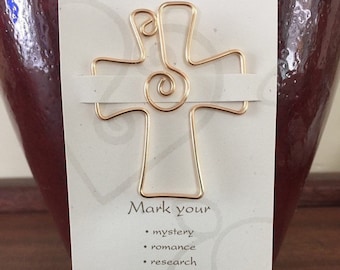 Mark your
• mystery
• romance
• research